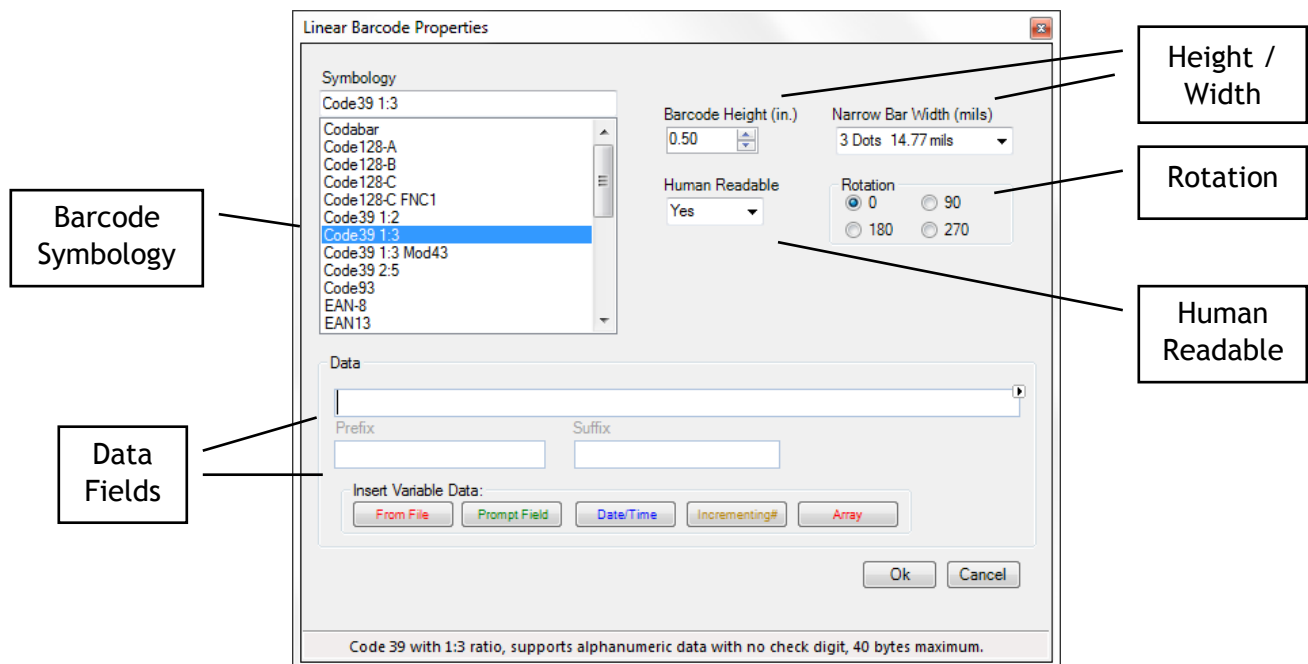 Linear Barcode Properties
Symbology
Code39 1:3
Codabar
Code128-A
Code128-B
Code128-C
Code128-C FNC1
Code39 1:2
Code39 1:3
Code39 1:3 Mod43
Code39 2:5
Code93
EAN-8
EAN13
Barcode Height (in.)
0.50
Narrow Bar Width (mils)
3 Dots 14.77 mils
Human Readable
Yes
Rotation
0
90
180
270
Height /
Width
Rotation
Human
Readable
Barcode
Symbology
Data
Prefix
Suffix
Data
Fields
Insert Variable Data:
From File
Prompt Field
Date/Time
Incrementing#
Array
Ok
Cancel
Code 39 with 1:3 ratio, supports alphanumeric data with no check digit, 40 bytes maximum.